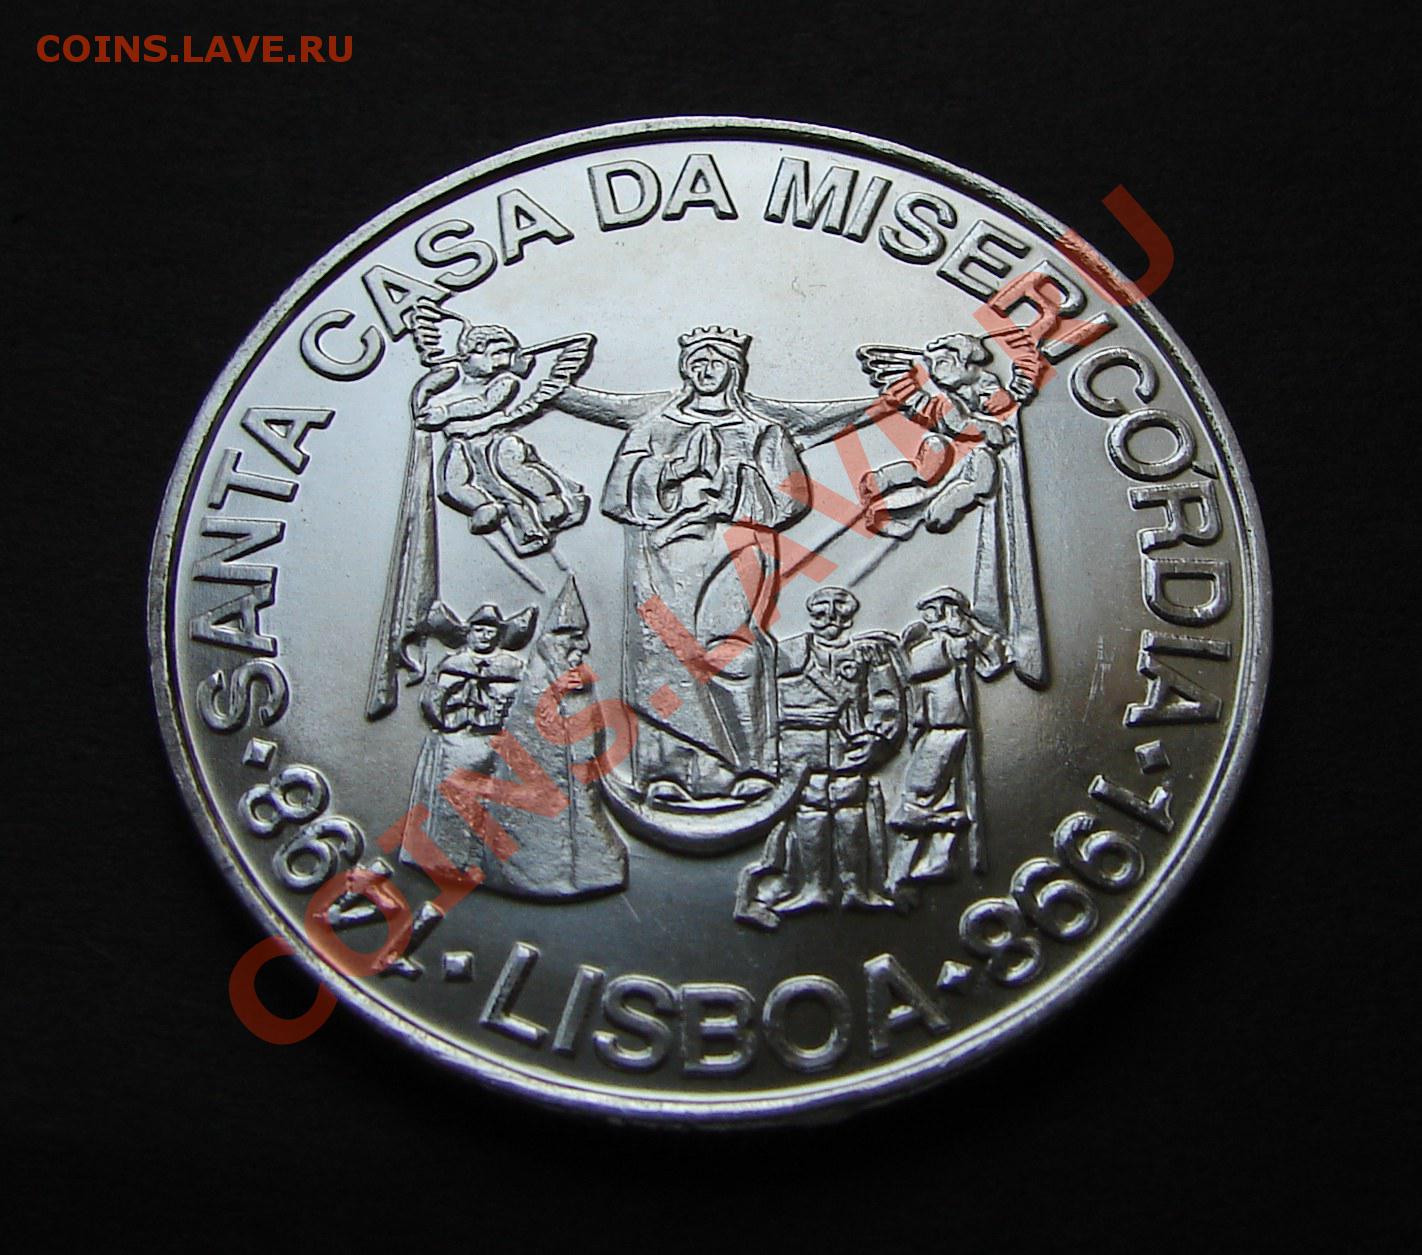 COINS.LAVE.RU
SANTA CASA DA MISERICÓRDIA
·1498·LISBOA·1998·
COINS.LAVE.RU